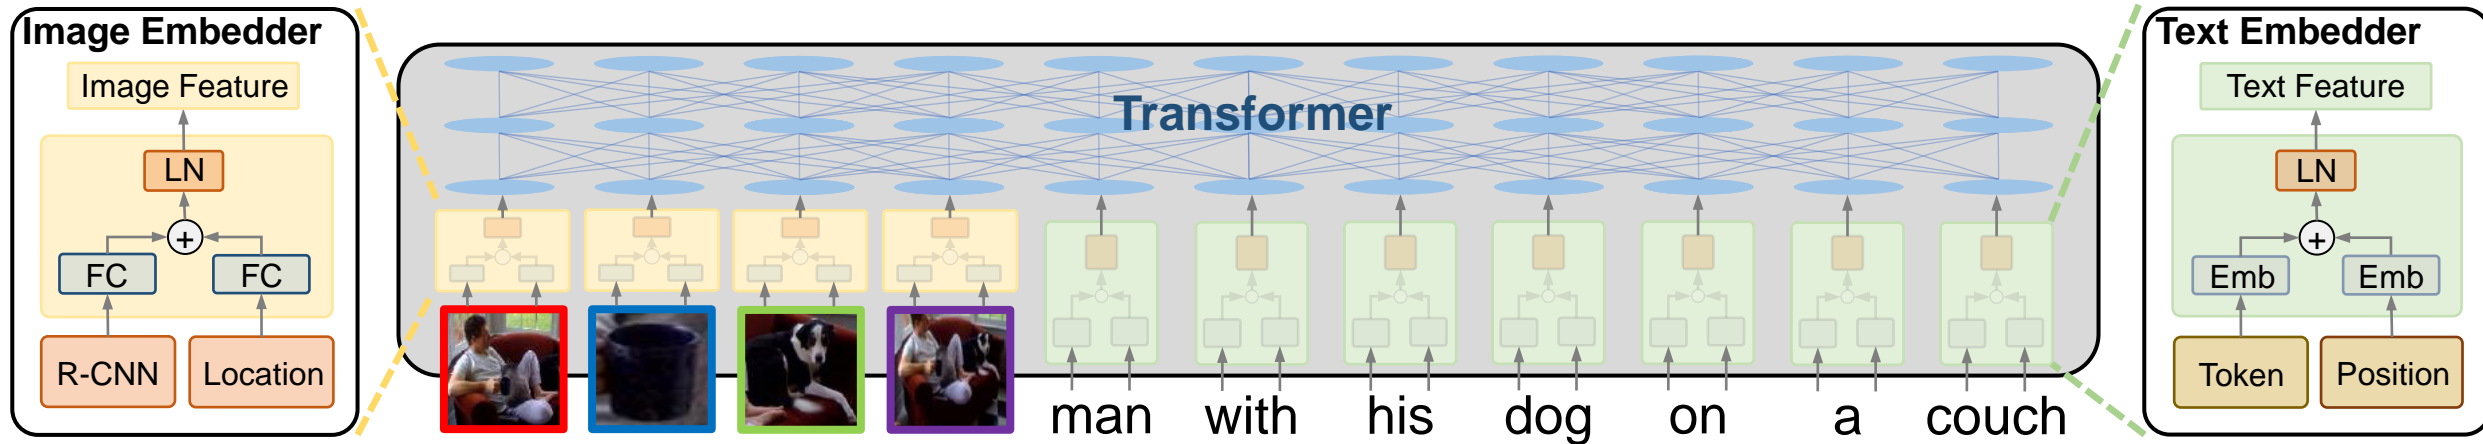 Image Embedder
Image Feature
LN
+
FC
FC
R-CNN
Location
Transformer
man with his dog on a couch
Text Embedder
Text Feature
LN
+
Emb
Emb
Token
Position